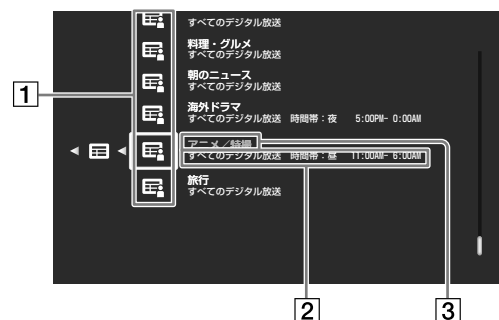 すべてのデジタル放送
料理・グルメ
すべてのデジタル放送
朝のニュース
すべてのデジタル放送
1
海外ドラマ
すべてのデジタル放送 時間帯：夜 5:00PM- 0:00AM
アニメ／特撮
すべてのデジタル放送 時間帯：昼 11:00AM- 6:00AM
旅行
すべてのデジタル放送
2 3